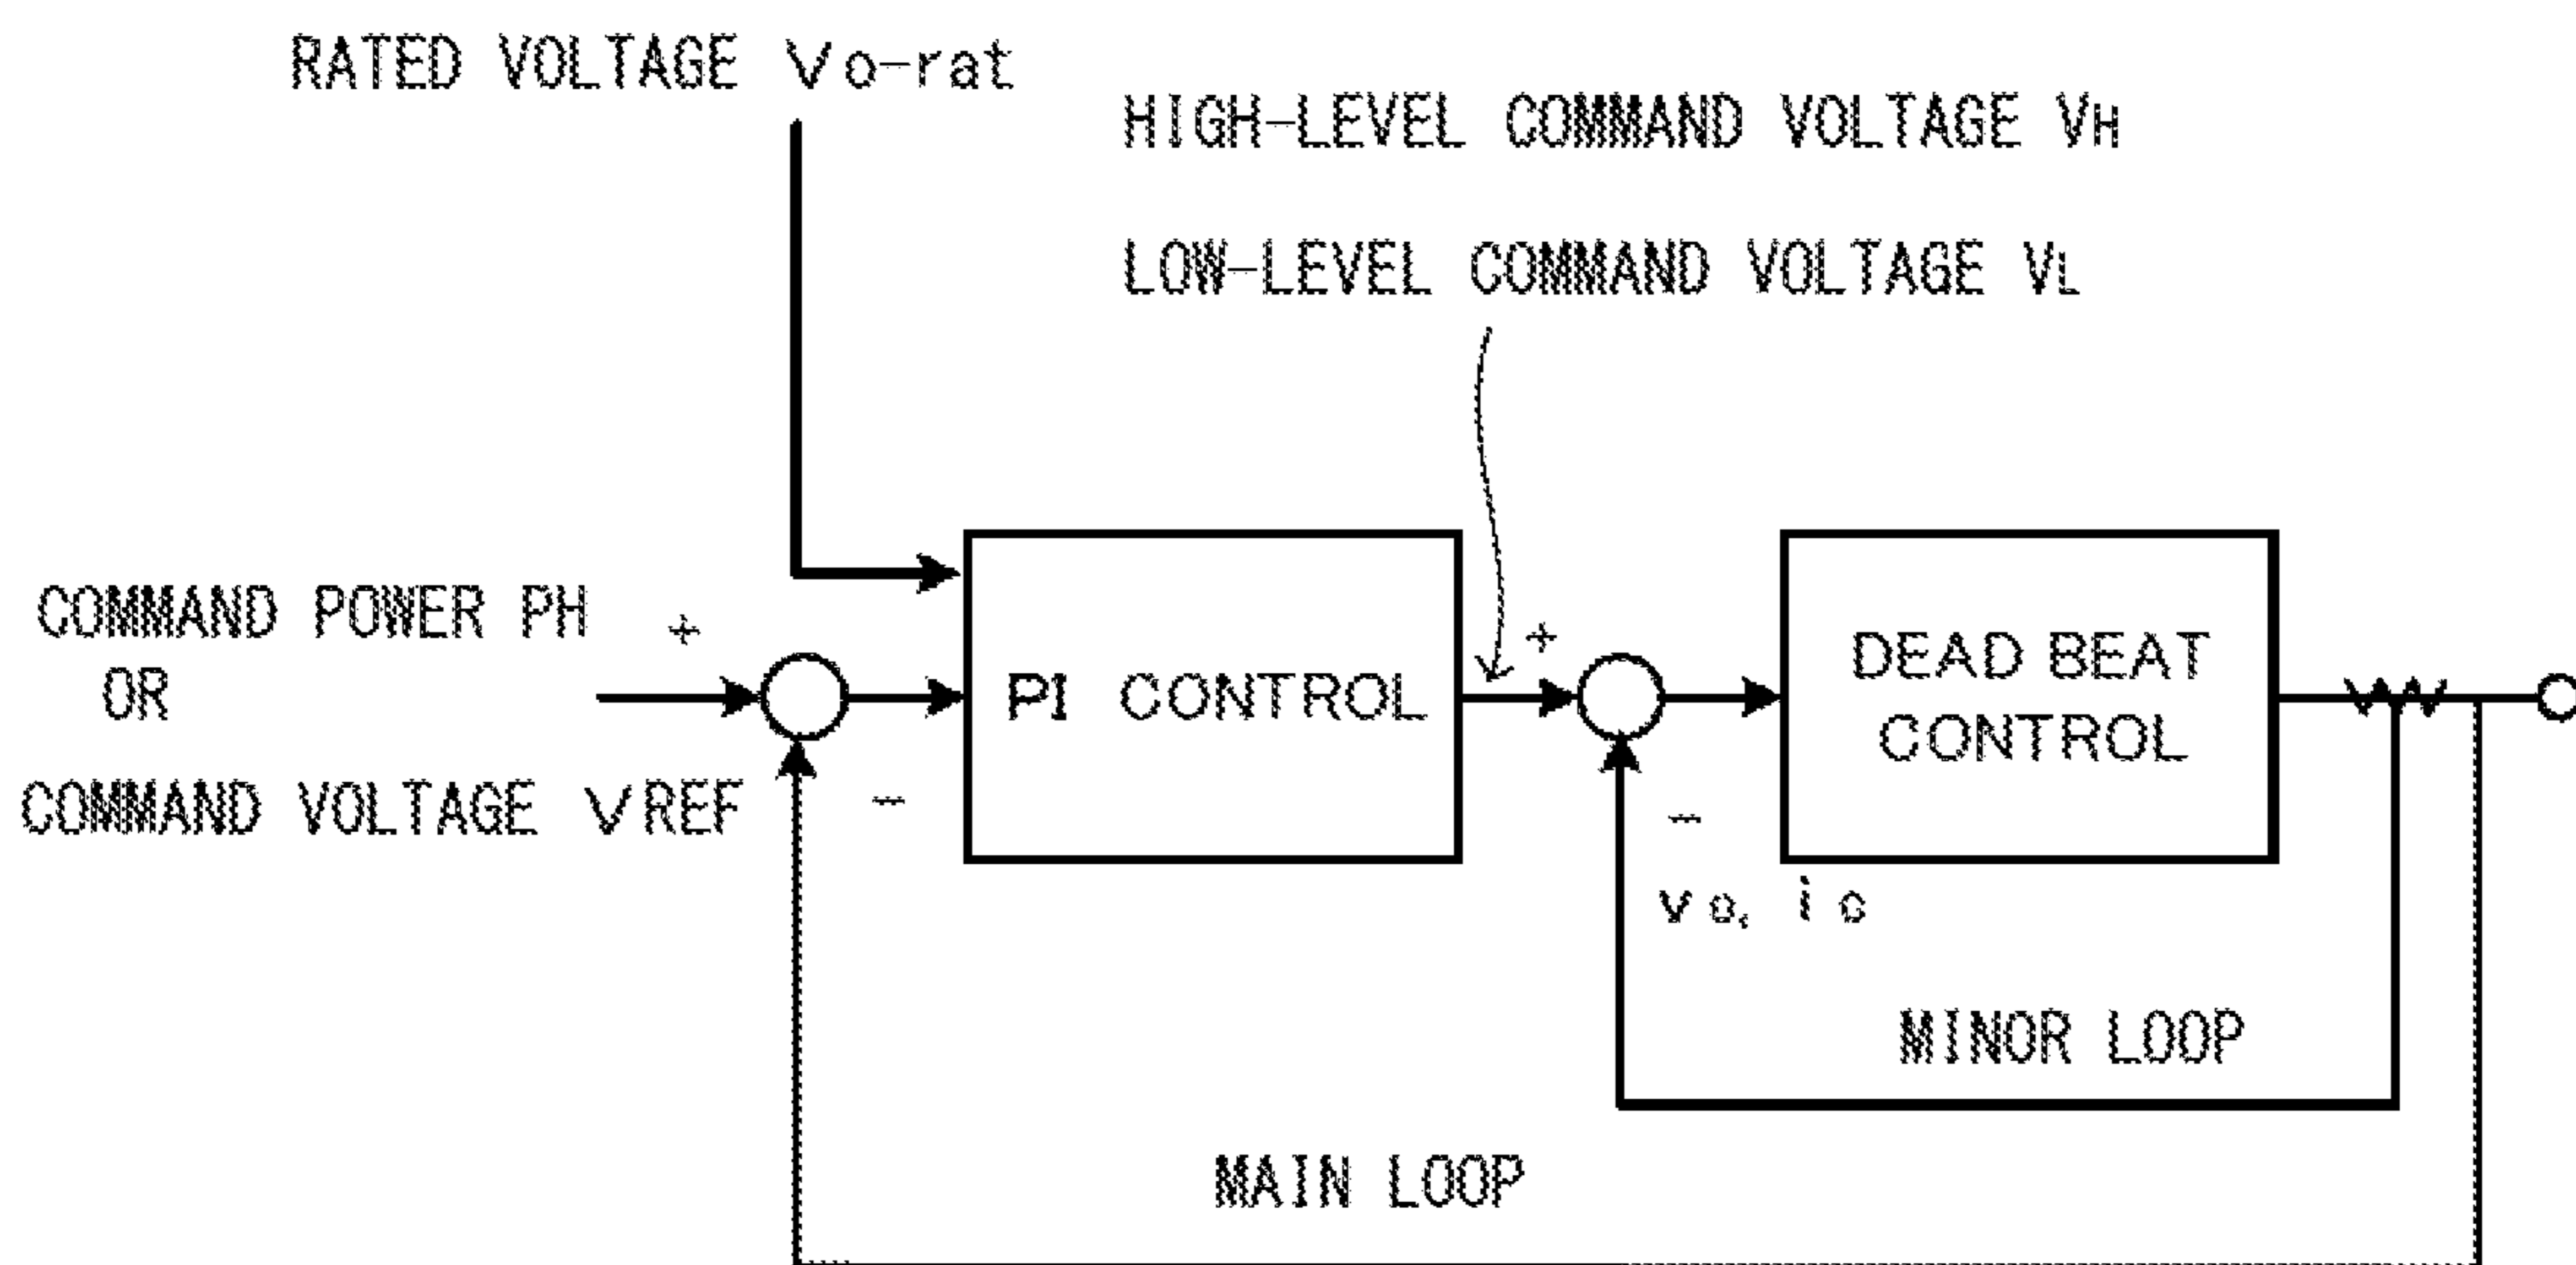 RATED VOLTAGE Vo-rat
HIGH-LEVEL COMMAND VOLTAGE VH
LOW-LEVEL COMMAND VOLTAGE VL
COMMAND POWER PH
OR
COMMAND VOLTAGE VREF
+
-
PI CONTROL
+
-
DEAD BEAT
CONTROL
vo, ic
MINOR LOOP
MAIN LOOP